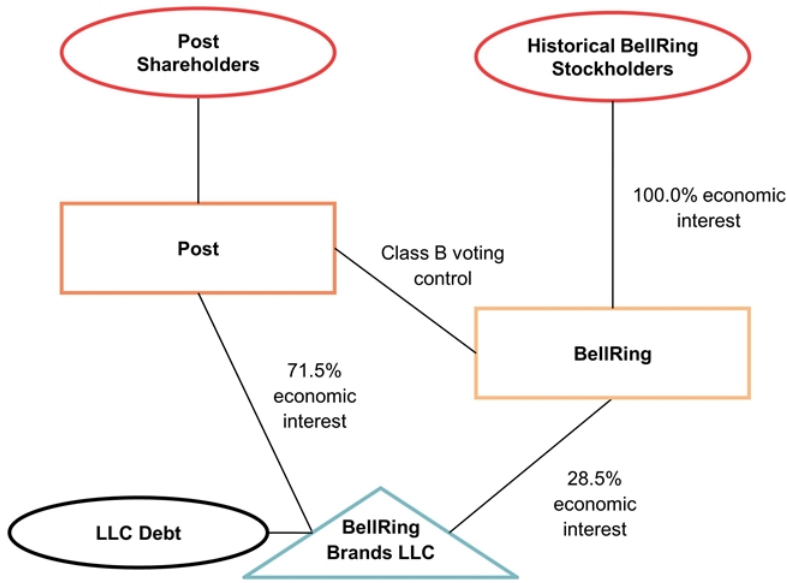 Post
Shareholders
Historical BellRing
Stockholders
100.0% economic
interest
Post
Class B voting
control
BellRing
71.5%
economic
interest
28.5%
economic
interest
LLC Debt
BellRing
Brands LLC